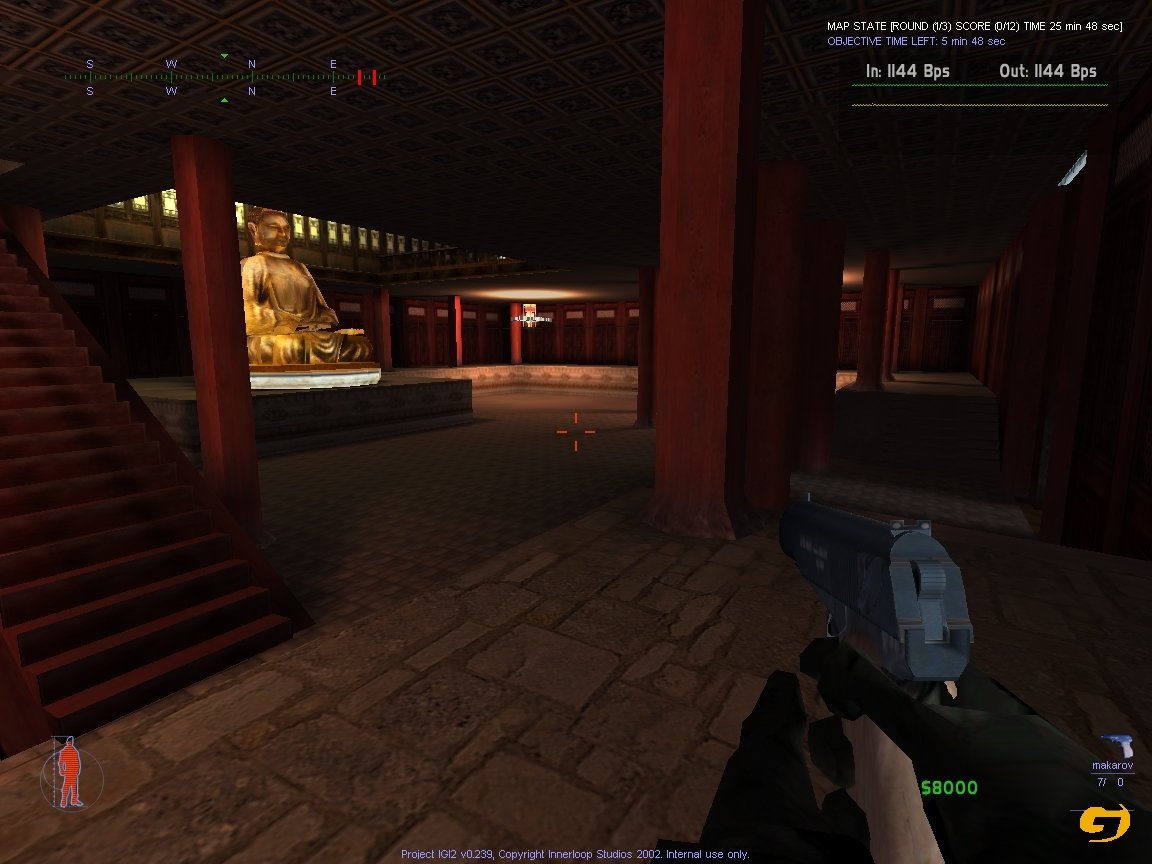 MAP STATE [ROUND (1/3) SCORE (0/12) TIME 25 min 48 sec]
OBJECTIVE TIME LEFT: 5 min 48 sec
In: 1144 Bps Out: 1144 Bps
S W N E
S W N E
makarov
7/ 0
$8000
Project IGI2 v0.239, Copyright Innerloop Studios 2002. Internal use only.